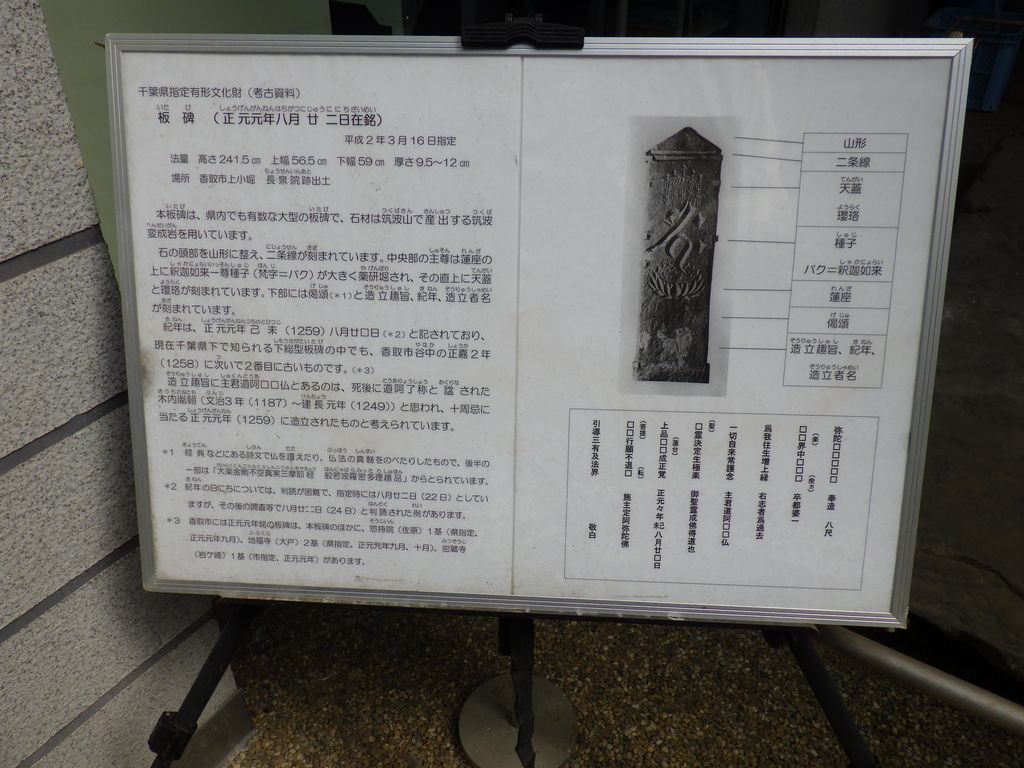 千葉県指定有形文化財（考古資料）
板碑（正元元年八月廿二日在銘）
平成２年３月16日指定
法量　高さ241.5㎝　上幅56.5㎝　下幅59㎝　厚さ9.5～12㎝
場所　香取市上小堀　長泉院跡出土
本板碑は、県内でも有数な大型の板碑で、石材は筑波山で産出する筑波
変成岩を用いています。
石の頭部を山形に整え、二条線が刻まれています。中央部の主尊は蓮座の
上に釈迦如来一尊種子（梵字＝バク）が大きく薬研堀され、その直上に天蓋
と瓔珞が刻まれています。下部には偈頌（*1）と造立趣旨、紀年、造立者名
が刻まれています。
紀年は、正元元年己未（1259）八月廿□日（*2）と記されており、
現在千葉県下で知られる下総型板碑の中でも、香取市谷中の正嘉２年
（1258）に次いで２番目に古いものです。（*3）
造立趣旨に主君道阿□□仏とあるのは、死後に道阿了称と諡された
木内胤朝（文治3年（1187）～建長元年（1249））と思われ、十周忌に
当たる正元元年（1259）に造立されたものと考えられています。
*1　経典などにある詩文で仏を讃えたり、仏法の真髄をのべたりしたもので、後半の
一部は「大楽金剛不空真実三摩耶経　般若波羅密多理趣品」からとられています。
*2　紀年の日にちについては、判読が困難で、指定時には八月廿二日（22日）としてい
ますが、その後の調査等で八月廿□日（24日）と判読された例があります。
*3　香取市には正元元年銘の板碑は、本板碑のほかに、惣持院（佐原）１基（県指定、
正元元年九月）、地福寺（大戸）２基（県指定、正元元年九月、十月）、密蔵寺
（岩ケ崎）１基（市指定、正元元年）があります。
山形
二条線
天蓋
瓔珞
種子
バク＝釈迦如来
蓮座
偈頌
造立趣旨、紀年、
造立者名
弥陀□□□□□　奉造　八尺
□□界中□□□　卒都婆一
為我往生増上縁　右志者為過去
一切自来常護念　主君道阿□□仏
□霊決定生極楽　御聖霊成佛得道也
上品□□成正覚　正元々年己未八月廿□日
□□行願不退□　施主定阿弥陀佛
引導三有及法界　敬白